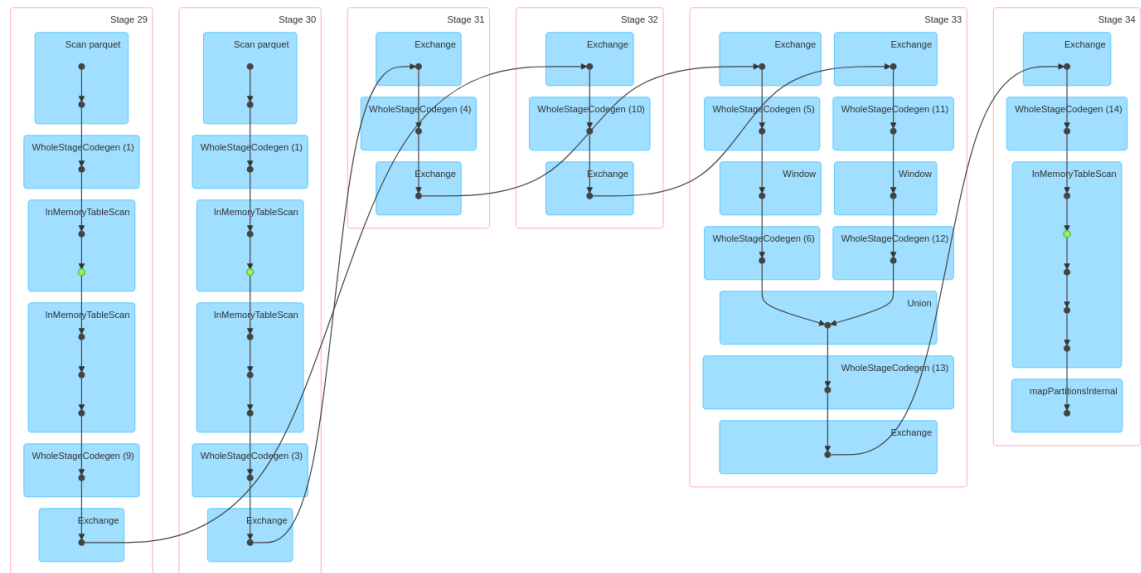 Stage 29
Scan parquet
WholeStageCodegen (1)
InMemoryTableScan
InMemoryTableScan
WholeStageCodegen (9)
Exchange
Stage 30
Scan parquet
WholeStageCodegen (1)
InMemoryTableScan
InMemoryTableScan
WholeStageCodegen (3)
Exchange
Stage 31
Exchange
WholeStageCodegen (4)
Exchange
Stage 32
Exchange
WholeStageCodegen (10)
Exchange
Stage 33
Exchange
WholeStageCodegen (5)
Window
WholeStageCodegen (6)
Exchange
WholeStageCodegen (11)
Window
WholeStageCodegen (12)
Union
WholeStageCodegen (13)
Exchange
Stage 34
Exchange
WholeStageCodegen (14)
InMemoryTableScan
mapPartitionsInternal